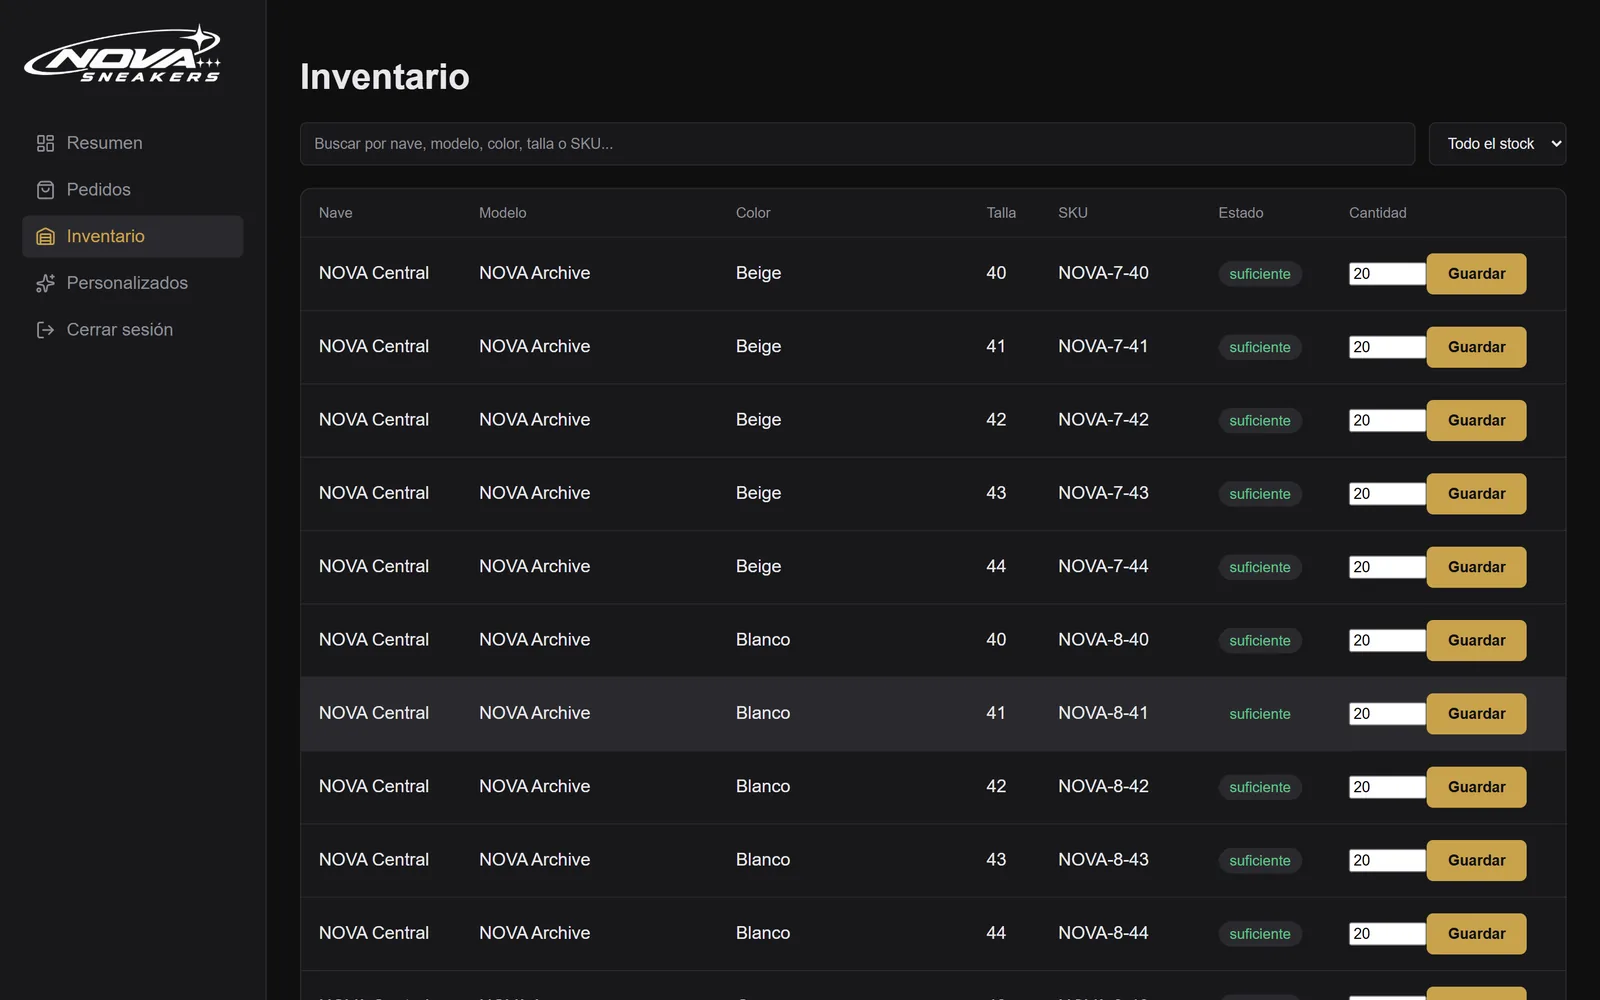 NOVA
SNEAKERS
Resumen
Pedidos
Inventario
Personalizados
Cerrar sesión
Inventario
Buscar por nave, modelo, color, talla o SKU... Todo el stock
Nave Modelo Color Talla SKU Estado Cantidad
NOVA Central NOVA Archive Beige 40 NOVA-7-40 suficiente 20 Guardar
NOVA Central NOVA Archive Beige 41 NOVA-7-41 suficiente 20 Guardar
NOVA Central NOVA Archive Beige 42 NOVA-7-42 suficiente 20 Guardar
NOVA Central NOVA Archive Beige 43 NOVA-7-43 suficiente 20 Guardar
NOVA Central NOVA Archive Beige 44 NOVA-7-44 suficiente 20 Guardar
NOVA Central NOVA Archive Blanco 40 NOVA-8-40 suficiente 20 Guardar
NOVA Central NOVA Archive Blanco 41 NOVA-8-41 suficiente 20 Guardar
NOVA Central NOVA Archive Blanco 42 NOVA-8-42 suficiente 20 Guardar
NOVA Central NOVA Archive Blanco 43 NOVA-8-43 suficiente 20 Guardar
NOVA Central NOVA Archive Blanco 44 NOVA-8-44 suficiente 20 Guardar